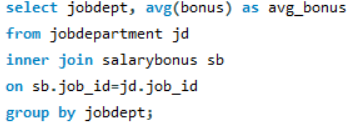 select jobdept, avg(bonus) as avg_bonus
from jobdepartment jd
inner join salarybonus sb
on sb.job_id=jd.job_id
group by jobdept;